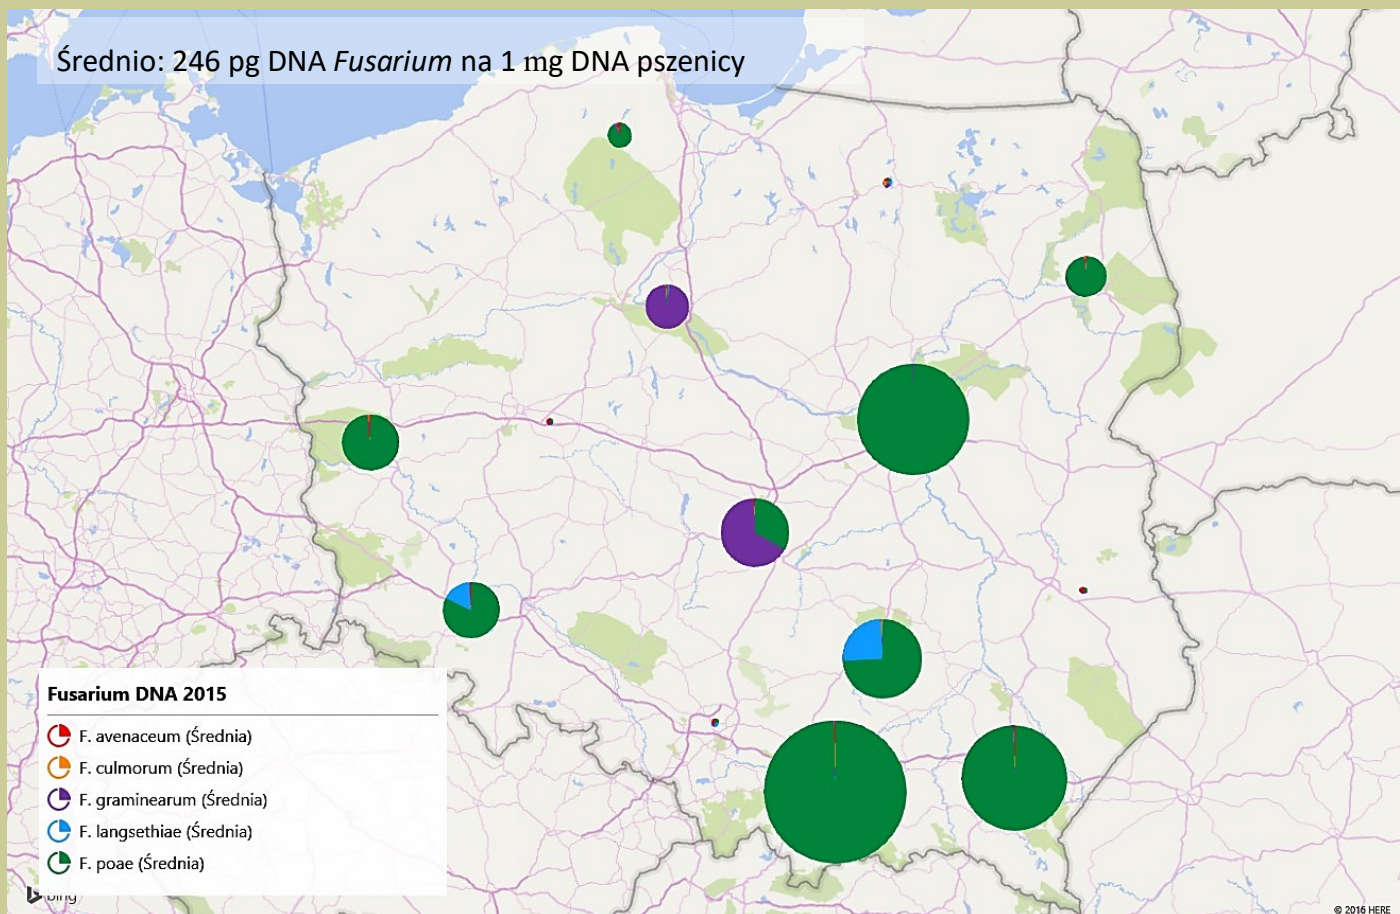 Średnio: 246 pg DNA Fusarium na 1 mg DNA pszenicy
Fusarium DNA 2015
F. avenaceum (Średnia)
F. culmorum (Średnia)
F. graminearum (Średnia)
F. langsethiae (Średnia)
F. poae (Średnia)
bing
© 2016 HERE